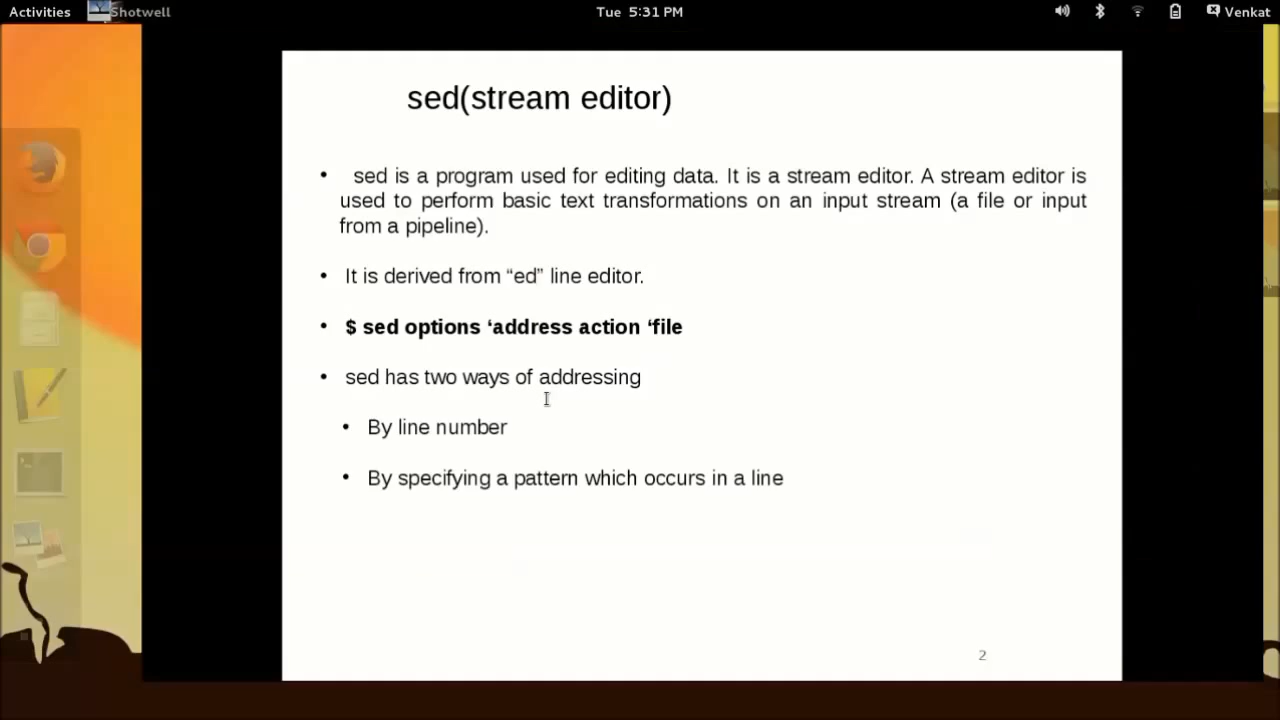 Activities Shotwell Tue 5:31 PM Venkat
sed(stream editor)
• sed is a program used for editing data. It is a stream editor. A stream editor is
used to perform basic text transformations on an input stream (a file or input
from a pipeline).
• It is derived from “ed” line editor.
• $ sed options ‘address action ‘file
• sed has two ways of addressing
• By line number
• By specifying a pattern which occurs in a line
2